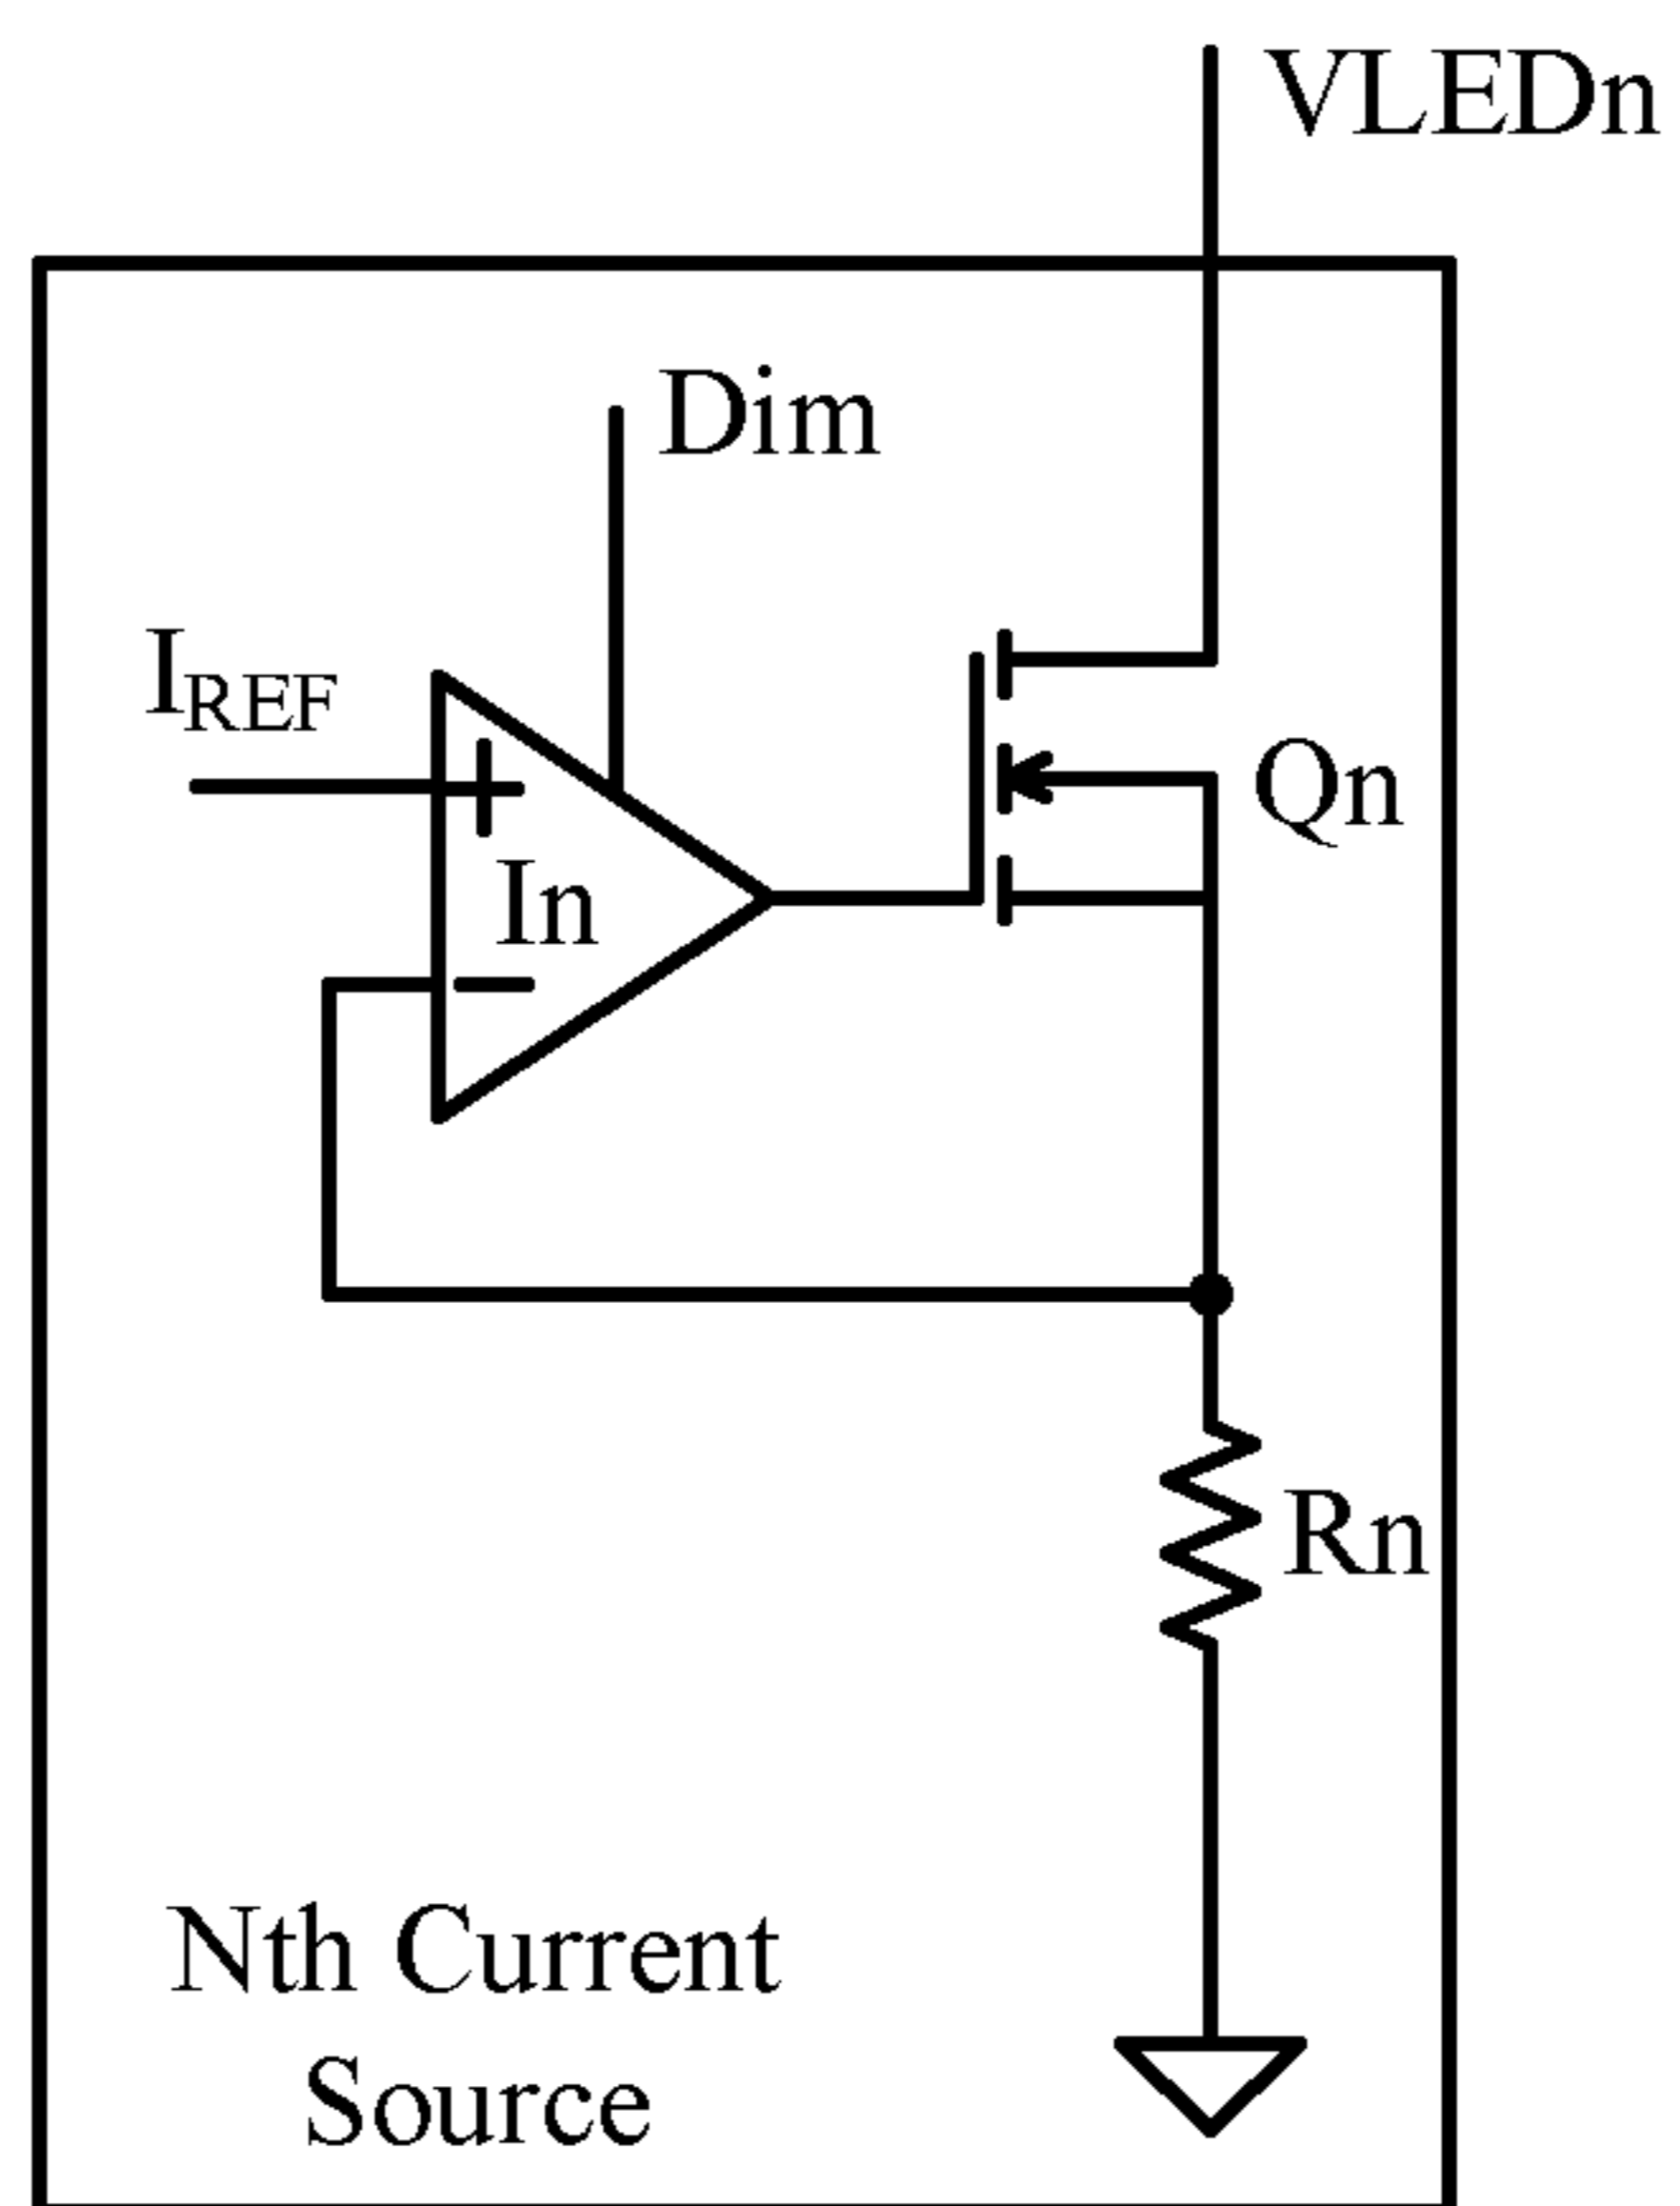 VLEDn
Dim
IREF
+
Qn
In
−
Rn
Nth Current
Source